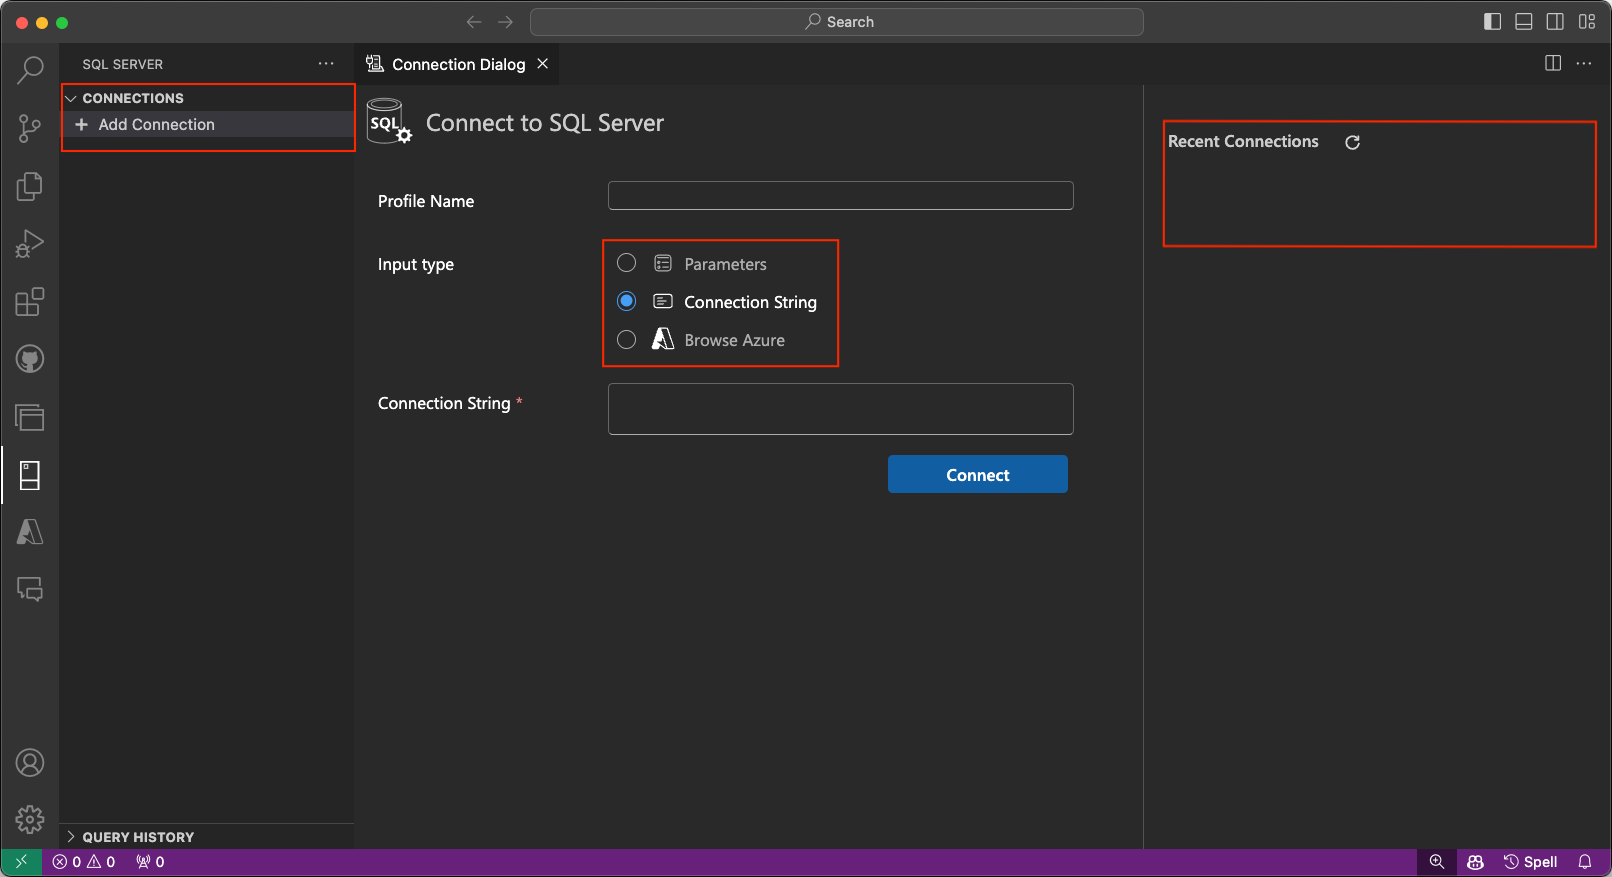 Search
SQL SERVER
Connection Dialog
CONNECTIONS
Add Connection
SQL
Connect to SQL Server
Recent Connections
Profile Name
Input type
Parameters
Connection String
Browse Azure
Connection String *
Connect
QUERY HISTORY
0 0 0
Spell